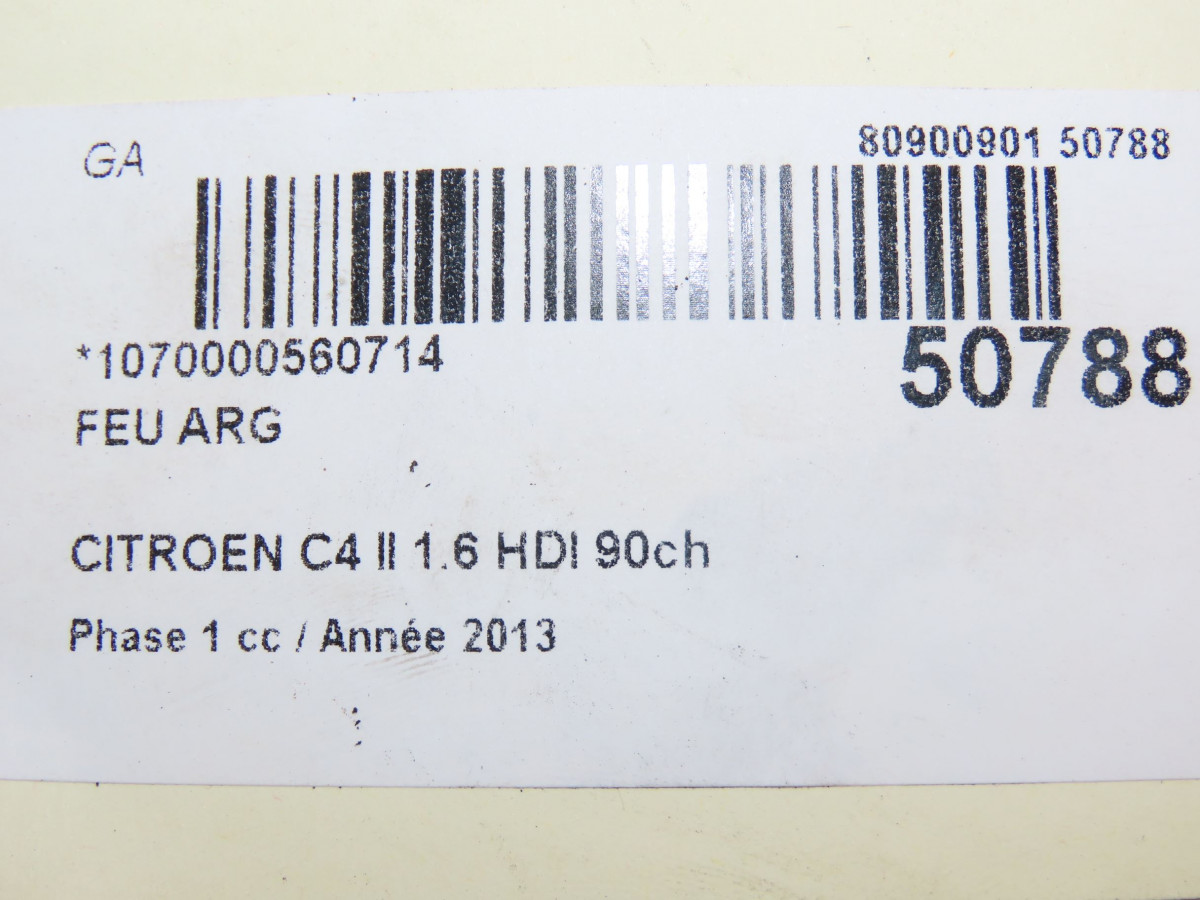 GA
80900901 50788
*1070000560714
50788
FEU ARG
CITROEN C4 II 1.6 HDI 90ch
Phase 1 cc / Année 2013